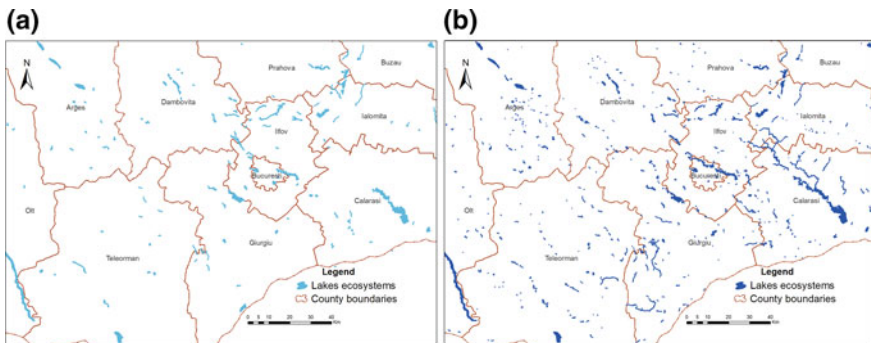 (a)
N
Prahova
Buzau
Arges
Dambovita
Ialomita
Ilfov
Bucuresti
Calarasi
Olt
Teleorman
Giurgiu
Legend
Lakes ecosystems
County boundaries
0 5 10 20 30 40
(b)
N
Prahova
Buzau
Arges
Dambovita
Ialomita
Ilfov
Bucuresti
Calarasi
Olt
Teleorman
Giurgiu
Legend
Lakes ecosystems
County boundaries
0 5 10 20 30 40